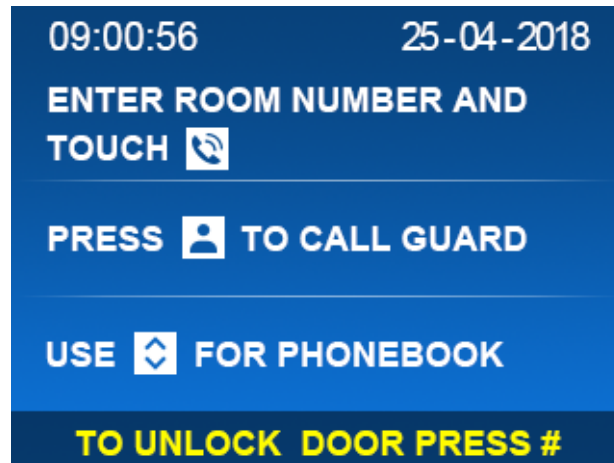 09:00:56 25-04-2018
ENTER ROOM NUMBER AND
TOUCH
PRESS TO CALL GUARD
USE FOR PHONEBOOK
TO UNLOCK DOOR PRESS #